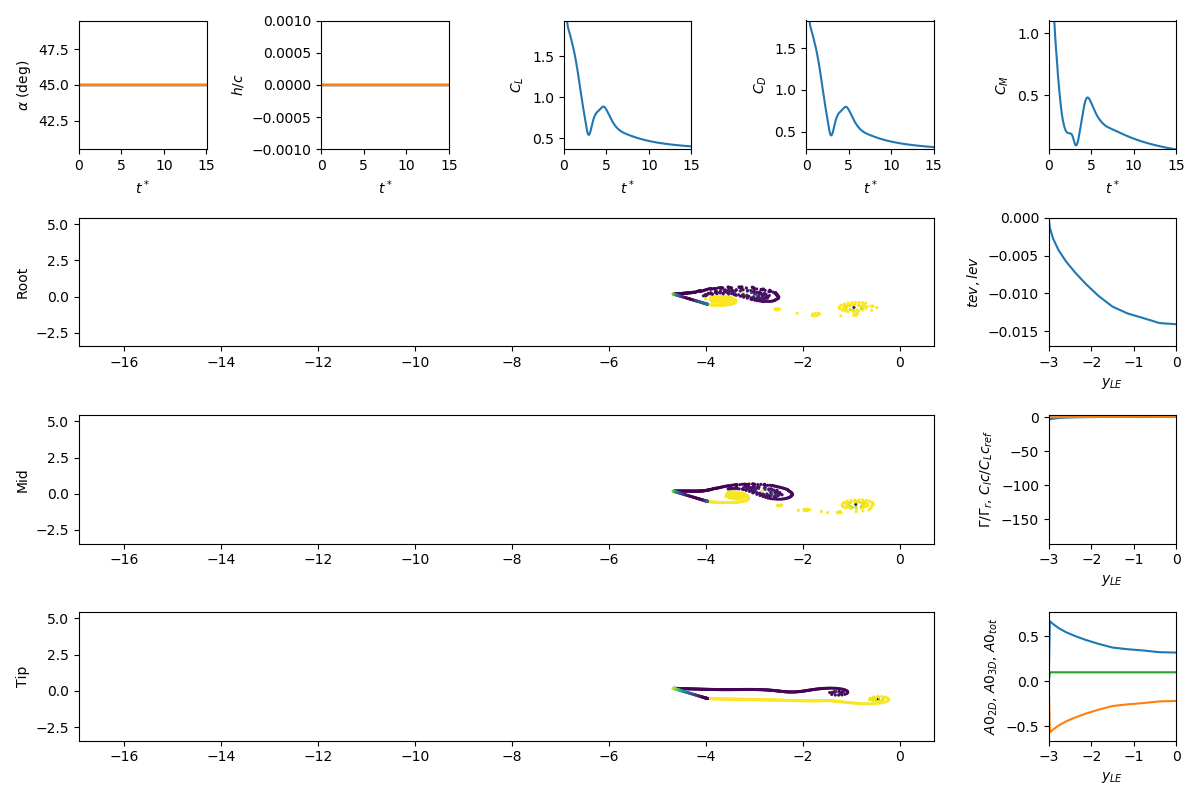 α (deg)
47.5
45.0
42.5
0 5 10 15
t*
h/c
0.0010
0.0005
0.0000
−0.0005
−0.0010
0 5 10 15
t*
C_L
1.5
1.0
0.5
0 5 10 15
t*
C_D
1.5
1.0
0.5
0 5 10 15
t*
C_M
1.0
0.5
0 5 10 15
t*
Root
5.0
2.5
0.0
−2.5
−16 −14 −12 −10 −8 −6 −4 −2 0
tev, lev
0.000
−0.005
−0.010
−0.015
−3 −2 −1 0
y_LE
Mid
5.0
2.5
0.0
−2.5
−16 −14 −12 −10 −8 −6 −4 −2 0
Γ/Γ_r, C_l c/C_L c_ref
0
−50
−100
−150
−3 −2 −1 0
y_LE
Tip
5.0
2.5
0.0
−2.5
−16 −14 −12 −10 −8 −6 −4 −2 0
A0_2D, A0_3D, A0_tot
0.5
0.0
−0.5
−3 −2 −1 0
y_LE